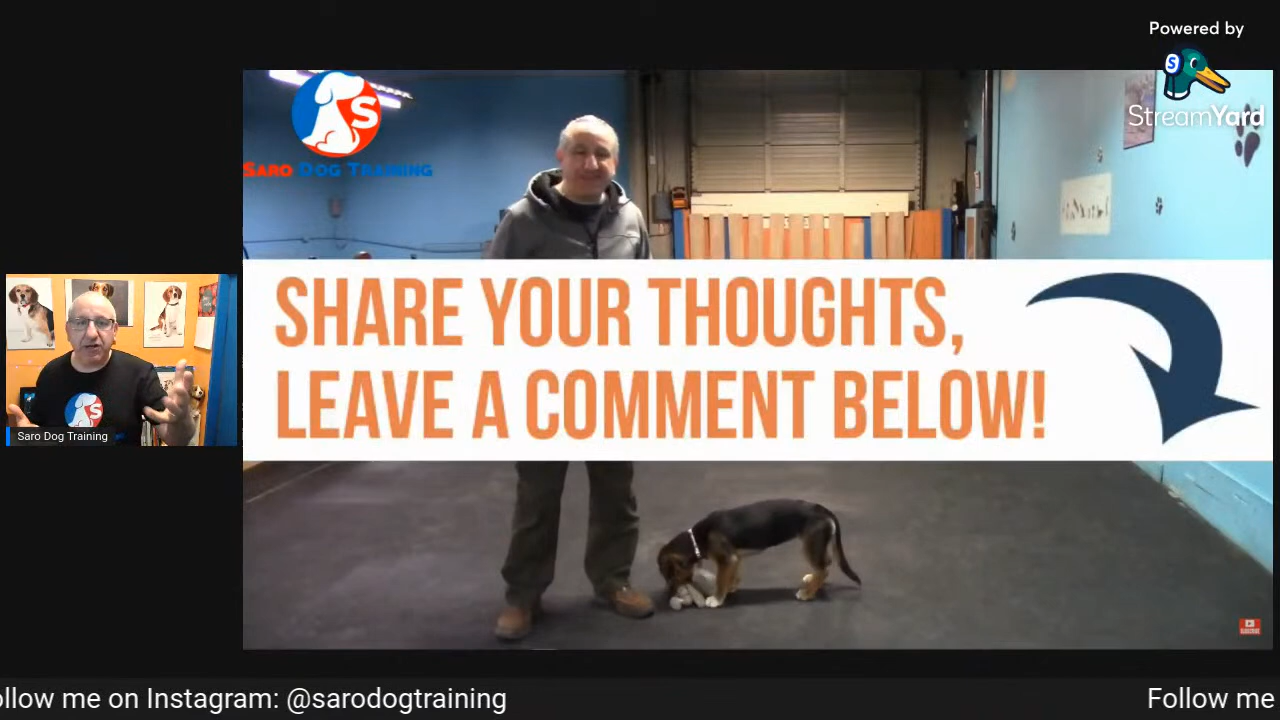 Powered by
S
StreamYard
S
SARO DOG TRAINING
SHARE YOUR THOUGHTS,
LEAVE A COMMENT BELOW!
S
Saro Dog Training
ollow me on Instagram: @sarodogtraining
Follow me